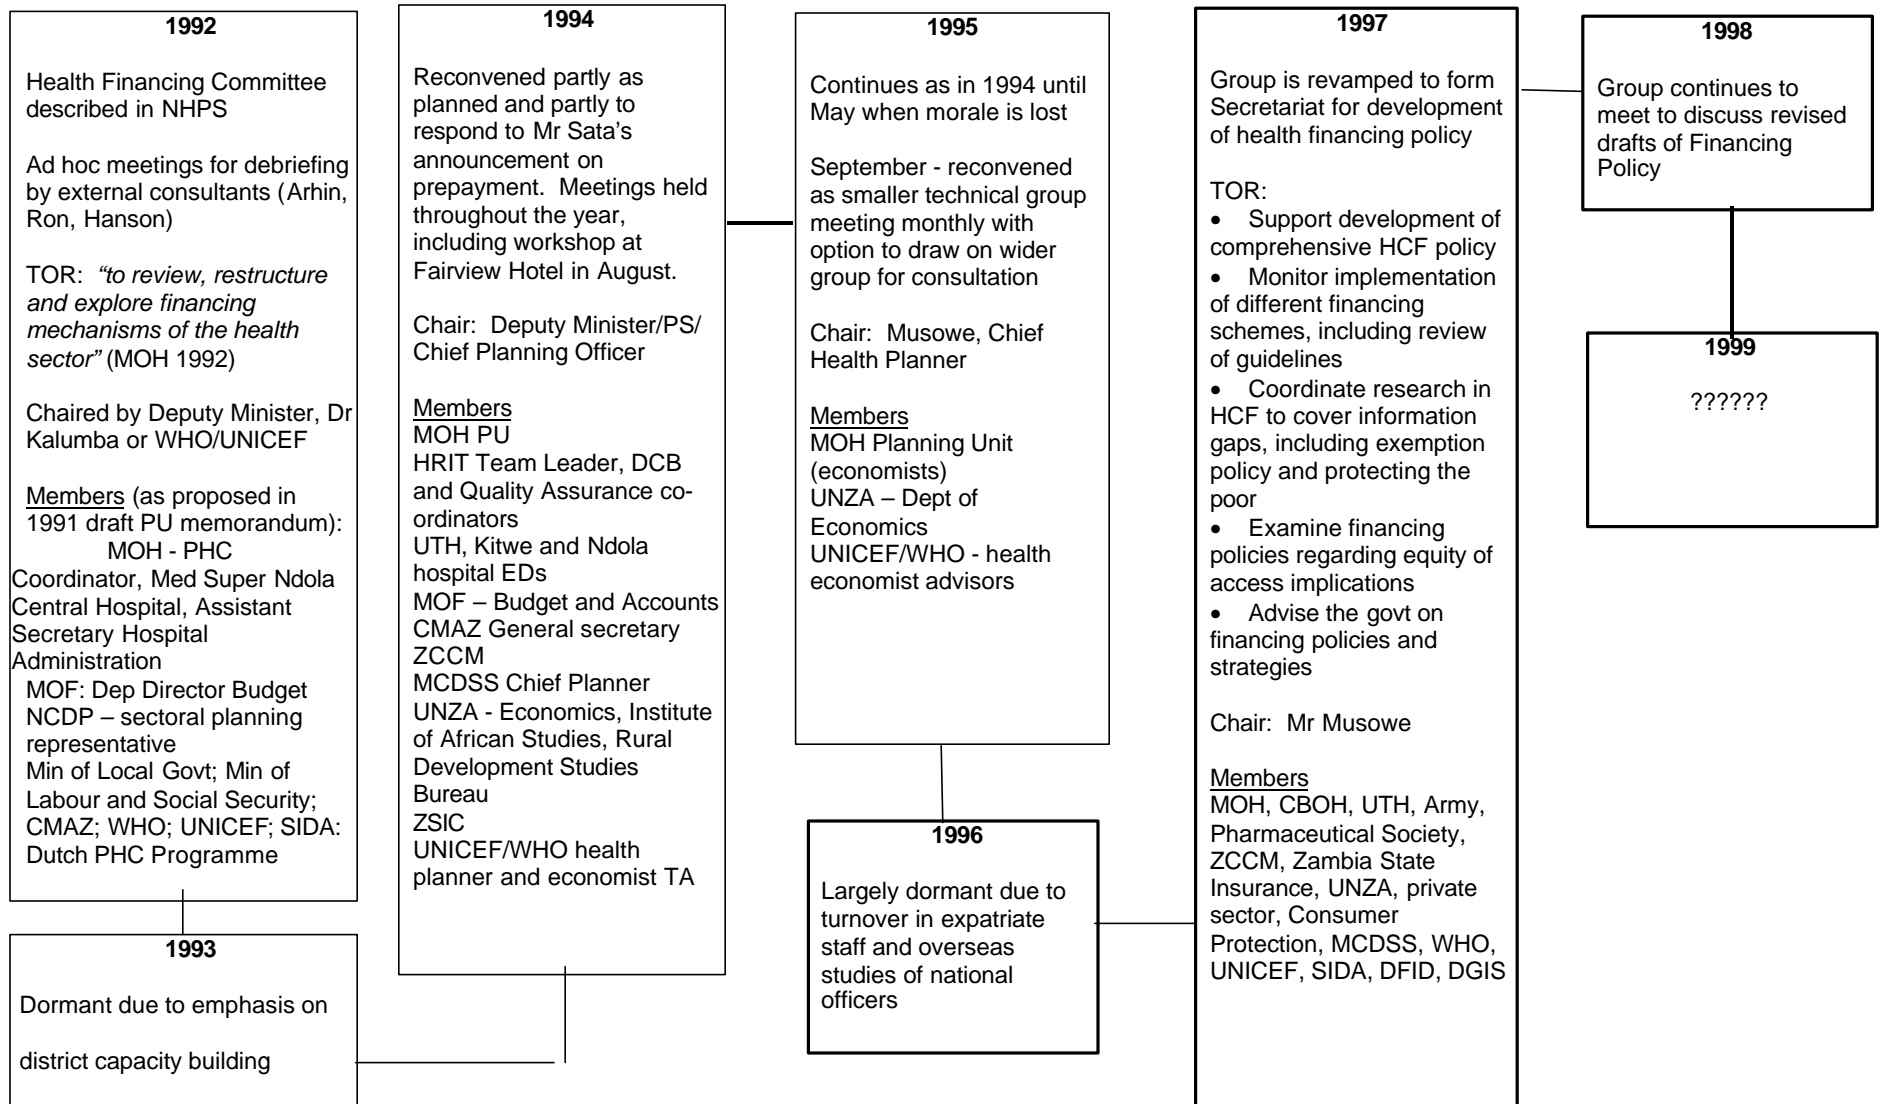 1992
Health Financing Committee
described in NHPS
Ad hoc meetings for debriefing
by external consultants (Arhin,
Ron, Hanson)
TOR: “to review, restructure
and explore financing
mechanisms of the health
sector” (MOH 1992)
Chaired by Deputy Minister, Dr
Kalumba or WHO/UNICEF
Members (as proposed in
1991 draft PU memorandum):
MOH - PHC
Coordinator, Med Super Ndola
Central Hospital, Assistant
Secretary Hospital
Administration
MOF: Dep Director Budget
NCDP – sectoral planning
representative
Min of Local Govt; Min of
Labour and Social Security;
CMAZ; WHO; UNICEF; SIDA:
Dutch PHC Programme
1993
Dormant due to emphasis on
district capacity building
1994
Reconvened partly as
planned and partly to
respond to Mr Sata’s
announcement on
prepayment. Meetings held
throughout the year,
including workshop at
Fairview Hotel in August.
Chair: Deputy Minister/PS/
Chief Planning Officer
Members
MOH PU
HRIT Team Leader, DCB
and Quality Assurance co-
ordinators
UTH, Kitwe and Ndola
hospital EDs
MOF – Budget and Accounts
CMAZ General secretary
ZCCM
MCDSS Chief Planner
UNZA - Economics, Institute
of African Studies, Rural
Development Studies
Bureau
ZSIC
UNICEF/WHO health
planner and economist TA
1995
Continues as in 1994 until
May when morale is lost
September - reconvened
as smaller technical group
meeting monthly with
option to draw on wider
group for consultation
Chair: Musowe, Chief
Health Planner
Members
MOH Planning Unit
(economists)
UNZA – Dept of
Economics
UNICEF/WHO - health
economist advisors
1996
Largely dormant due to
turnover in expatriate
staff and overseas
studies of national
officers
1997
Group is revamped to form
Secretariat for development
of health financing policy
TOR:
• Support development of
comprehensive HCF policy
• Monitor implementation
of different financing
schemes, including review
of guidelines
• Coordinate research in
HCF to cover information
gaps, including exemption
policy and protecting the
poor
• Examine financing
policies regarding equity of
access implications
• Advise the govt on
financing policies and
strategies
Chair: Mr Musowe
Members
MOH, CBOH, UTH, Army,
Pharmaceutical Society,
ZCCM, Zambia State
Insurance, UNZA, private
sector, Consumer
Protection, MCDSS, WHO,
UNICEF, SIDA, DFID, DGIS
1998
Group continues to
meet to discuss revised
drafts of Financing
Policy
1999
??????